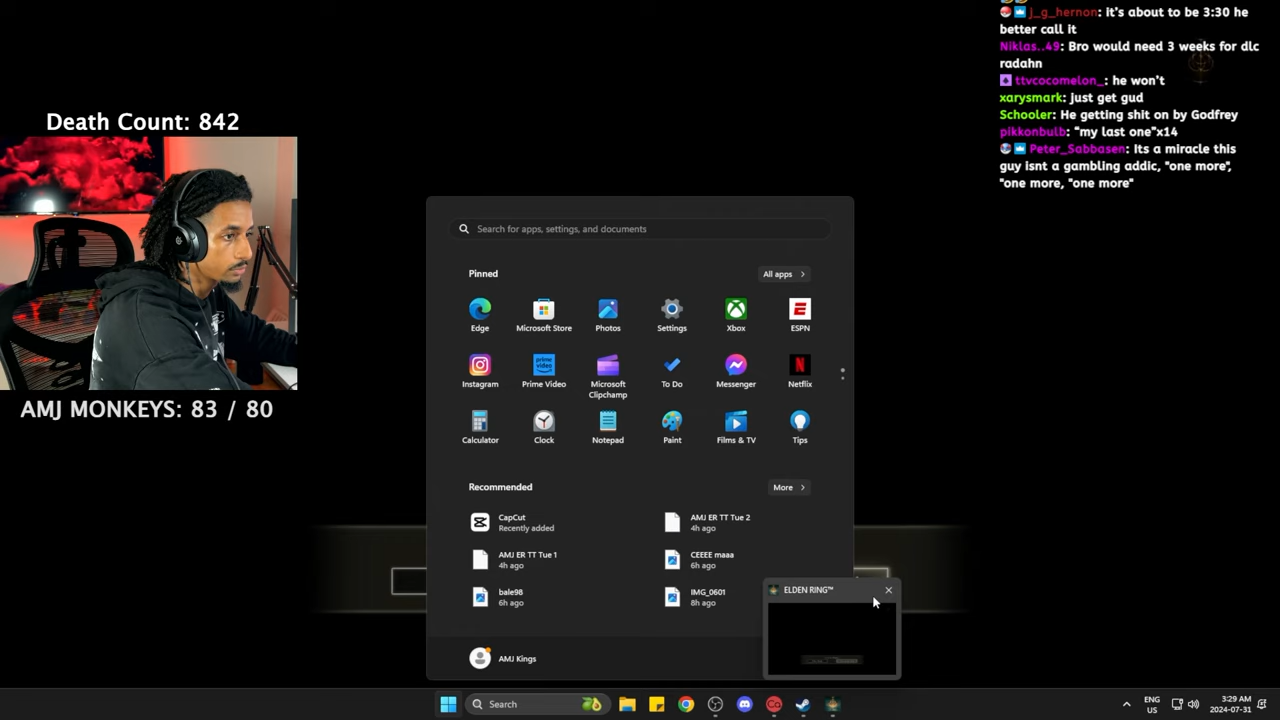 j_g_hernon: it's about to be 3:30 he
better call it
Niklas..49: Bro would need 3 weeks for dlc
radahn
ttvcocomelon_: he won't
xarysmark: just get gud
Schooler: He getting shit on by Godfrey
pikkonbulb: "my last one"x14
Peter_Sabbasen: Its a miracle this
guy isnt a gambling addic, "one more",
"one more, "one more"
Death Count: 842
AMJ MONKEYS: 83 / 80
Search for apps, settings, and documents
Pinned
All apps
Edge
Microsoft Store
Photos
Settings
Xbox
ESPN
Instagram
Prime Video
Microsoft
Clipchamp
To Do
Messenger
Netflix
Calculator
Clock
Notepad
Paint
Films & TV
Tips
Recommended
More
CapCut
Recently added
AMJ ER TT Tue 2
4h ago
AMJ ER TT Tue 1
4h ago
CEEEE maaa
6h ago
bale98
6h ago
IMG_0601
8h ago
ELDEN RING™
AMJ Kings
Search
ENG
US
3:29 AM
2024-07-31